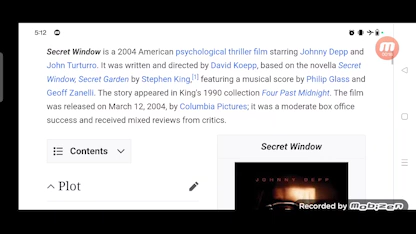 5:12
Secret Window is a 2004 American psychological thriller film starring Johnny Depp and
John Turturro. It was written and directed by David Koepp, based on the novella Secret
Window, Secret Garden by Stephen King,[1] featuring a musical score by Philip Glass and
Geoff Zanelli. The story appeared in King's 1990 collection Four Past Midnight. The film
was released on March 12, 2004, by Columbia Pictures; it was a moderate box office
success and received mixed reviews from critics.
Contents
Secret Window
Plot
JOHNNY DEPP
Recorded by Mobizen